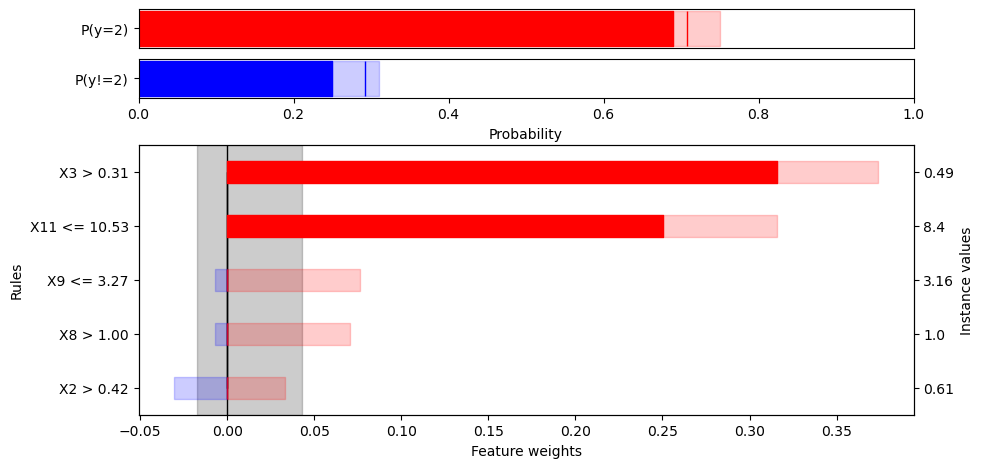 P(y=2)
P(y!=2)
0.0 0.2 0.4 0.6 0.8 1.0
Probability
Rules
X3 > 0.31 0.49
X11 <= 10.53 8.4
X9 <= 3.27 3.16
X8 > 1.00 1.0
X2 > 0.42 0.61
Instance values
−0.05 0.00 0.05 0.10 0.15 0.20 0.25 0.30 0.35
Feature weights